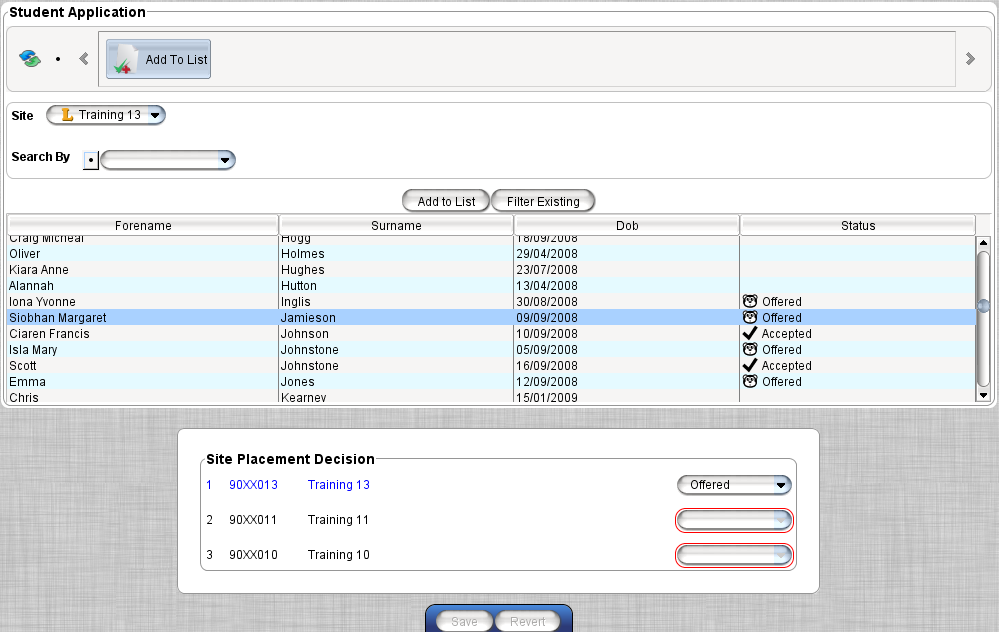 Student Application
Add To List
Site Training 13
Search By
Add to List Filter Existing
Forename Surname Dob Status
Craig Micheal Hogg 18/09/2008
Oliver Holmes 29/04/2008
Kiara Anne Hughes 23/07/2008
Alannah Hutton 13/04/2008
Iona Yvonne Inglis 30/08/2008 Offered
Siobhan Margaret Jamieson 09/09/2008 Offered
Ciaren Francis Johnson 10/09/2008 Accepted
Isla Mary Johnstone 05/09/2008 Offered
Scott Johnstone 16/09/2008 Accepted
Emma Jones 12/09/2008 Offered
Chris Kearney 15/01/2009
Site Placement Decision
1 90XX013 Training 13 Offered
2 90XX011 Training 11
3 90XX010 Training 10
Save Revert